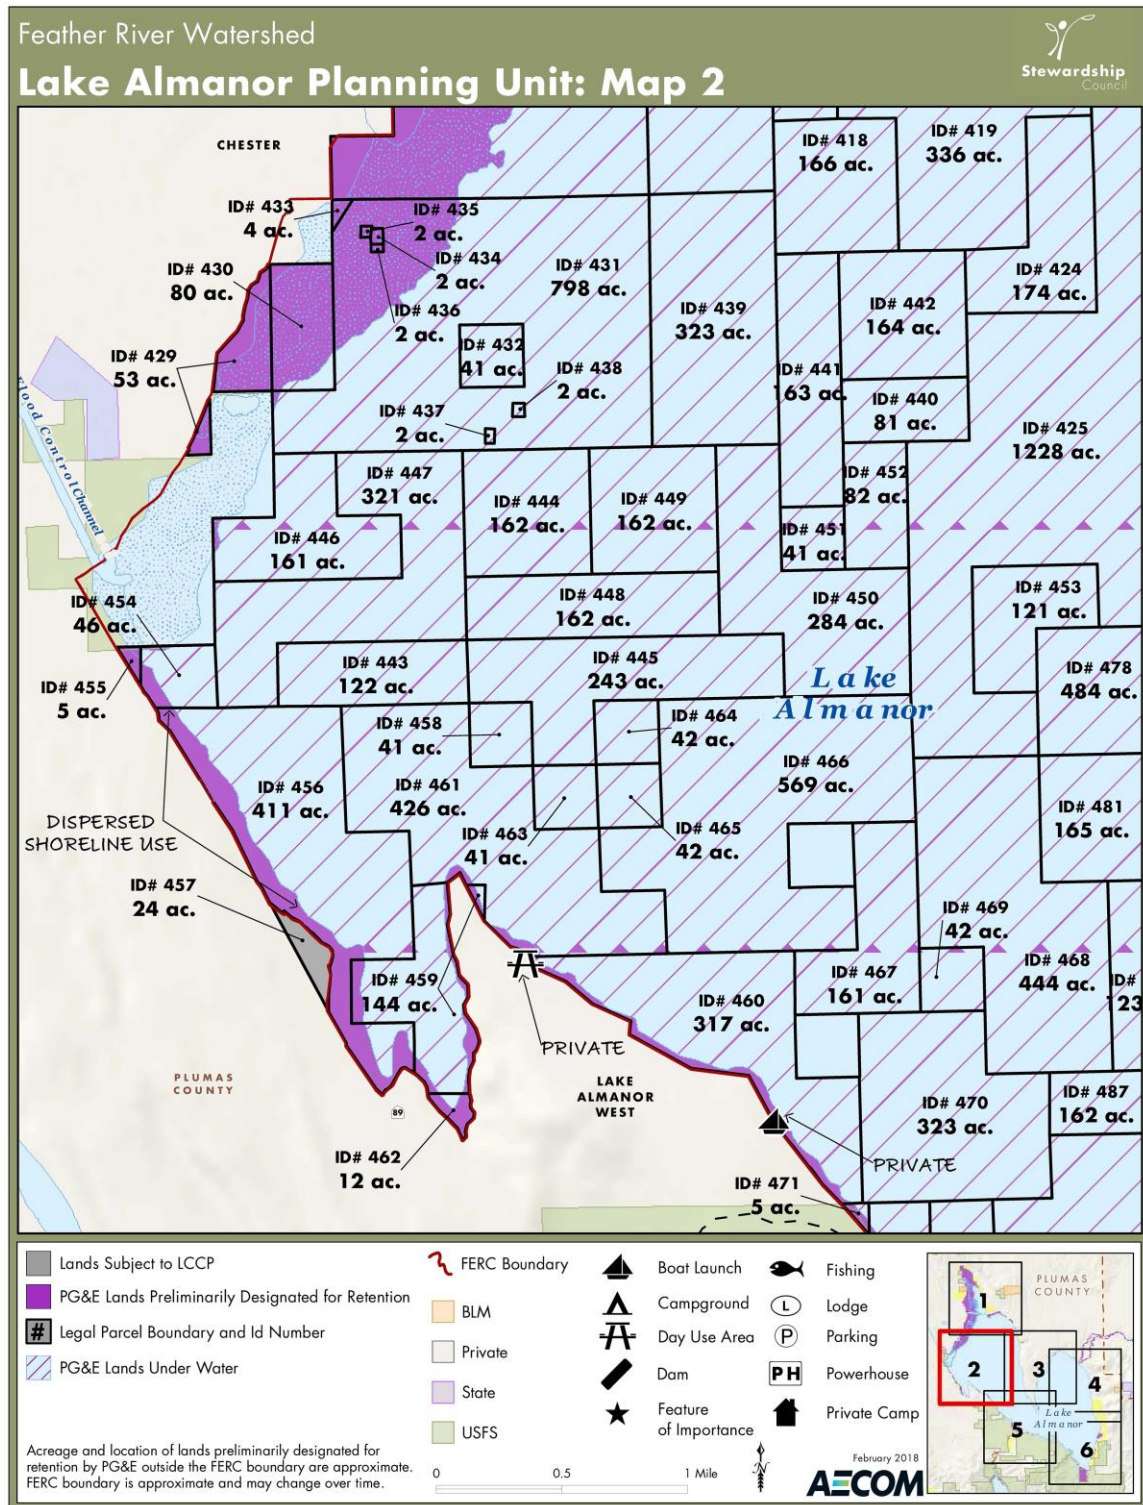 Feather River Watershed
Lake Almanor Planning Unit: Map 2
Stewardship
Council
CHESTER
ID# 418
166 ac.
ID# 419
336 ac.
ID# 433
4 ac.
ID# 435
2 ac.
ID# 434
2 ac.
ID# 436
2 ac.
ID# 430
80 ac.
ID# 431
798 ac.
ID# 439
323 ac.
ID# 424
174 ac.
ID# 442
164 ac.
ID# 432
41 ac.
ID# 438
2 ac.
ID# 429
53 ac.
ID# 441
163 ac.
ID# 440
81 ac.
ID# 437
2 ac.
ID# 425
1228 ac.
Flood Control Channel
ID# 447
321 ac.
ID# 444
162 ac.
ID# 449
162 ac.
ID# 452
82 ac.
ID# 446
161 ac.
ID# 451
41 ac.
ID# 454
46 ac.
ID# 448
162 ac.
ID# 450
284 ac.
ID# 453
121 ac.
ID# 455
5 ac.
ID# 443
122 ac.
ID# 445
243 ac.
Lake
Almanor
ID# 478
484 ac.
ID# 458
41 ac.
ID# 464
42 ac.
ID# 456
411 ac.
ID# 461
426 ac.
ID# 466
569 ac.
ID# 481
165 ac.
DISPERSED
SHORELINE USE
ID# 463
41 ac.
ID# 465
42 ac.
ID# 457
24 ac.
ID# 469
42 ac.
ID# 459
144 ac.
ID# 467
161 ac.
ID# 468
444 ac.
ID#
123
ID# 460
317 ac.
PRIVATE
PLUMAS
COUNTY
LAKE
ALMANOR
WEST
89
ID# 470
323 ac.
ID# 487
162 ac.
ID# 462
12 ac.
PRIVATE
ID# 471
5 ac.
Lands Subject to LCCP
PG&E Lands Preliminarily Designated for Retention
# Legal Parcel Boundary and Id Number
PG&E Lands Under Water
Acreage and location of lands preliminarily designated for
retention by PG&E outside the FERC boundary are approximate.
FERC boundary is approximate and may change over time.
FERC Boundary
BLM
Private
State
USFS
Boat Launch
Campground
Day Use Area
Dam
Feature
of Importance
Fishing
L Lodge
P Parking
PH Powerhouse
Private Camp
0 0.5 1 Mile
N
February 2018
AECOM
PLUMAS
COUNTY
1
2
3
4
Lake
Almanor
5
6